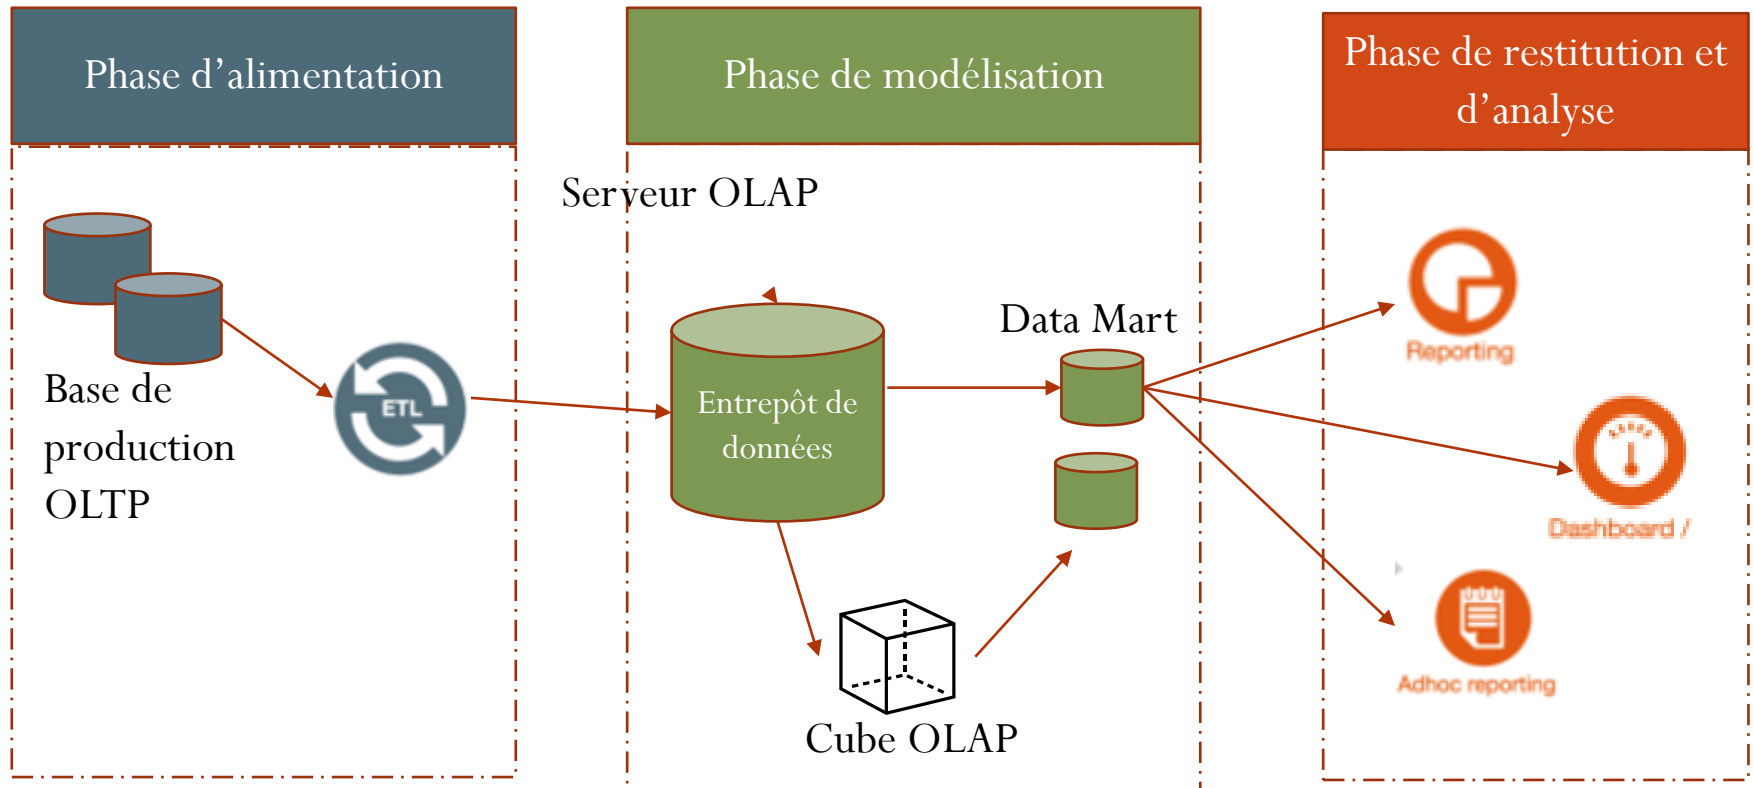 Phase d’alimentation
Phase de modélisation
Phase de restitution et
d’analyse
Serveur OLAP
Base de
production
OLTP
ETL
Entrepôt de
données
Data Mart
Cube OLAP
Reporting
Dashboard /
Adhoc reporting